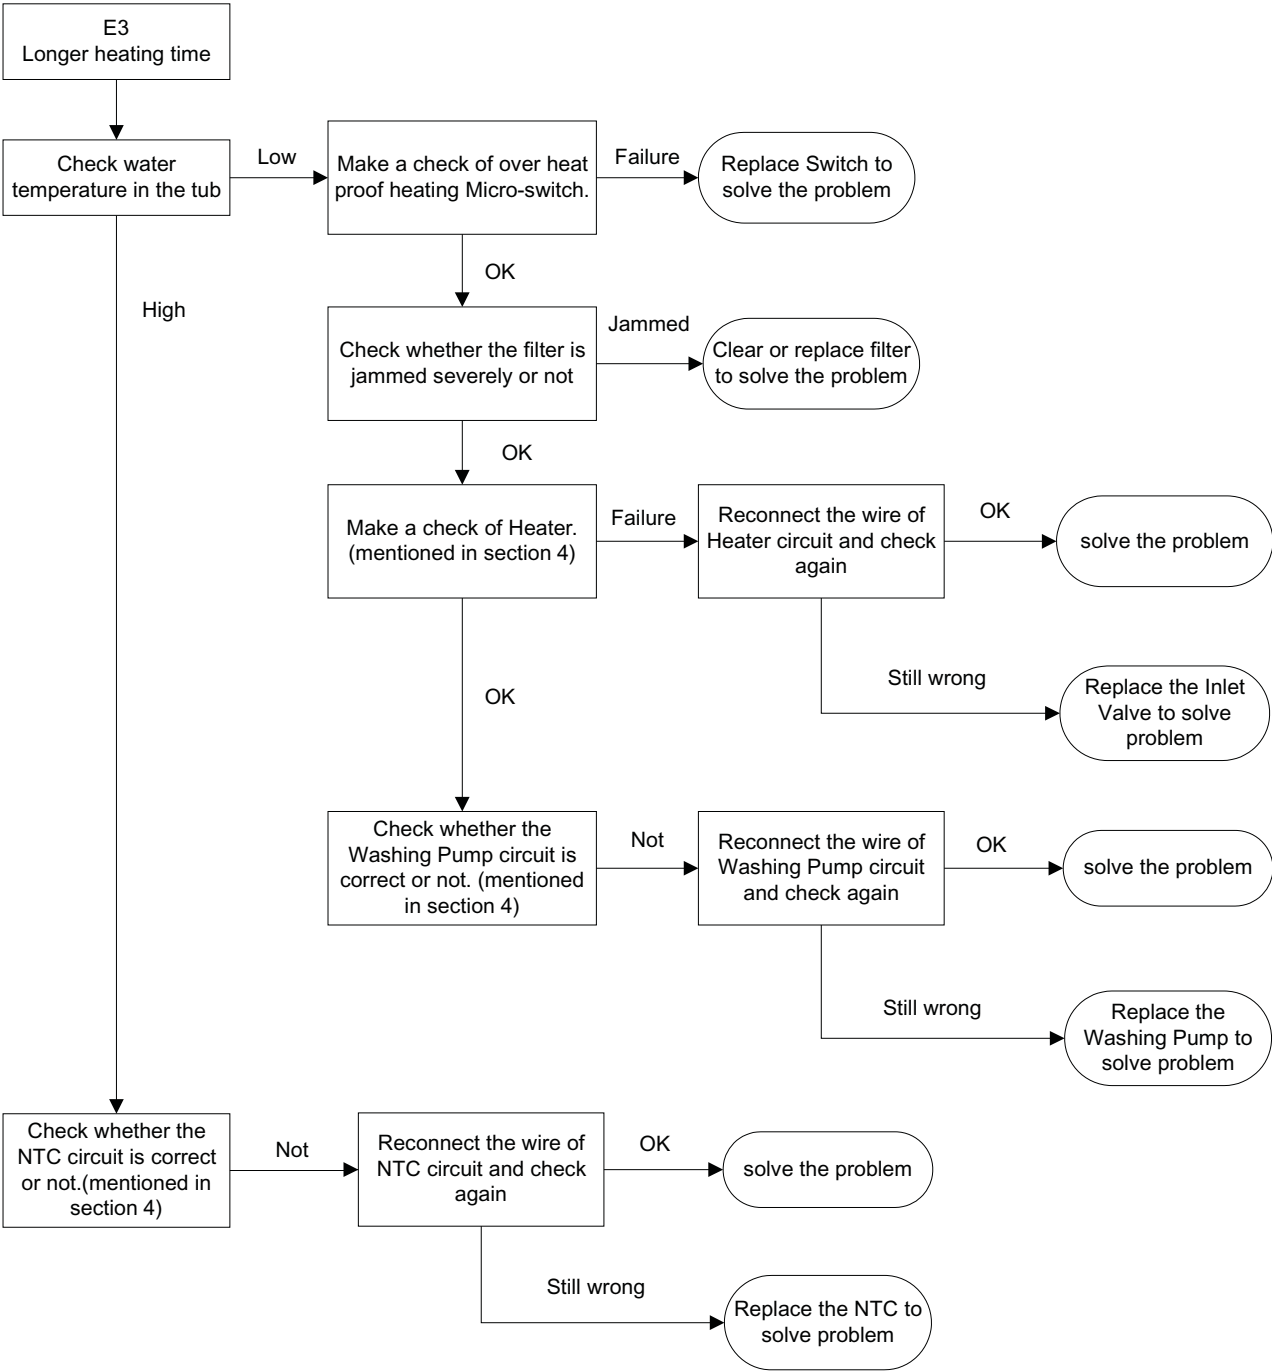 E3
Longer heating time
Check water
temperature in the tub
Low
Make a check of over heat
proof heating Micro-switch.
Failure
Replace Switch to
solve the problem
OK
High
Check whether the filter is
jammed severely or not
Jammed
Clear or replace filter
to solve the problem
OK
Make a check of Heater.
(mentioned in section 4)
Failure
Reconnect the wire of
Heater circuit and check
again
OK
solve the problem
Still wrong
Replace the Inlet
Valve to solve
problem
OK
Check whether the
Washing Pump circuit is
correct or not. (mentioned
in section 4)
Not
Reconnect the wire of
Washing Pump circuit
and check again
OK
solve the problem
Still wrong
Replace the
Washing Pump to
solve problem
Check whether the
NTC circuit is correct
or not.(mentioned in
section 4)
Not
Reconnect the wire of
NTC circuit and check
again
OK
solve the problem
Still wrong
Replace the NTC to
solve problem